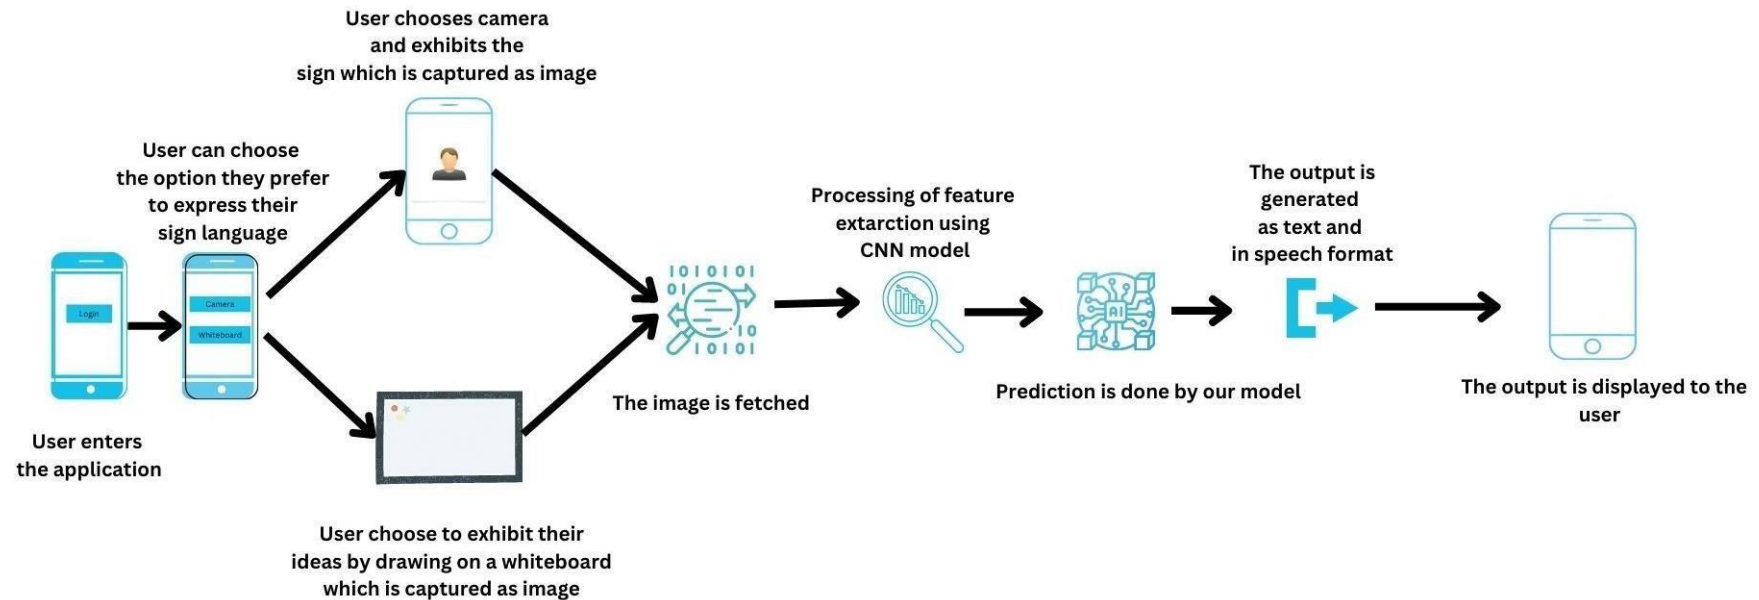 User chooses camera
and exhibits the
sign which is captured as image
User can choose
the option they prefer
to express their
sign language
Login
Camera
Whiteboard
User enters
the application
User choose to exhibit their
ideas by drawing on a whiteboard
which is captured as image
1010101
01
10
10101
The image is fetched
Processing of feature
extarction using
CNN model
AI
Prediction is done by our model
The output is
generated
as text and
in speech format
The output is displayed to the
user